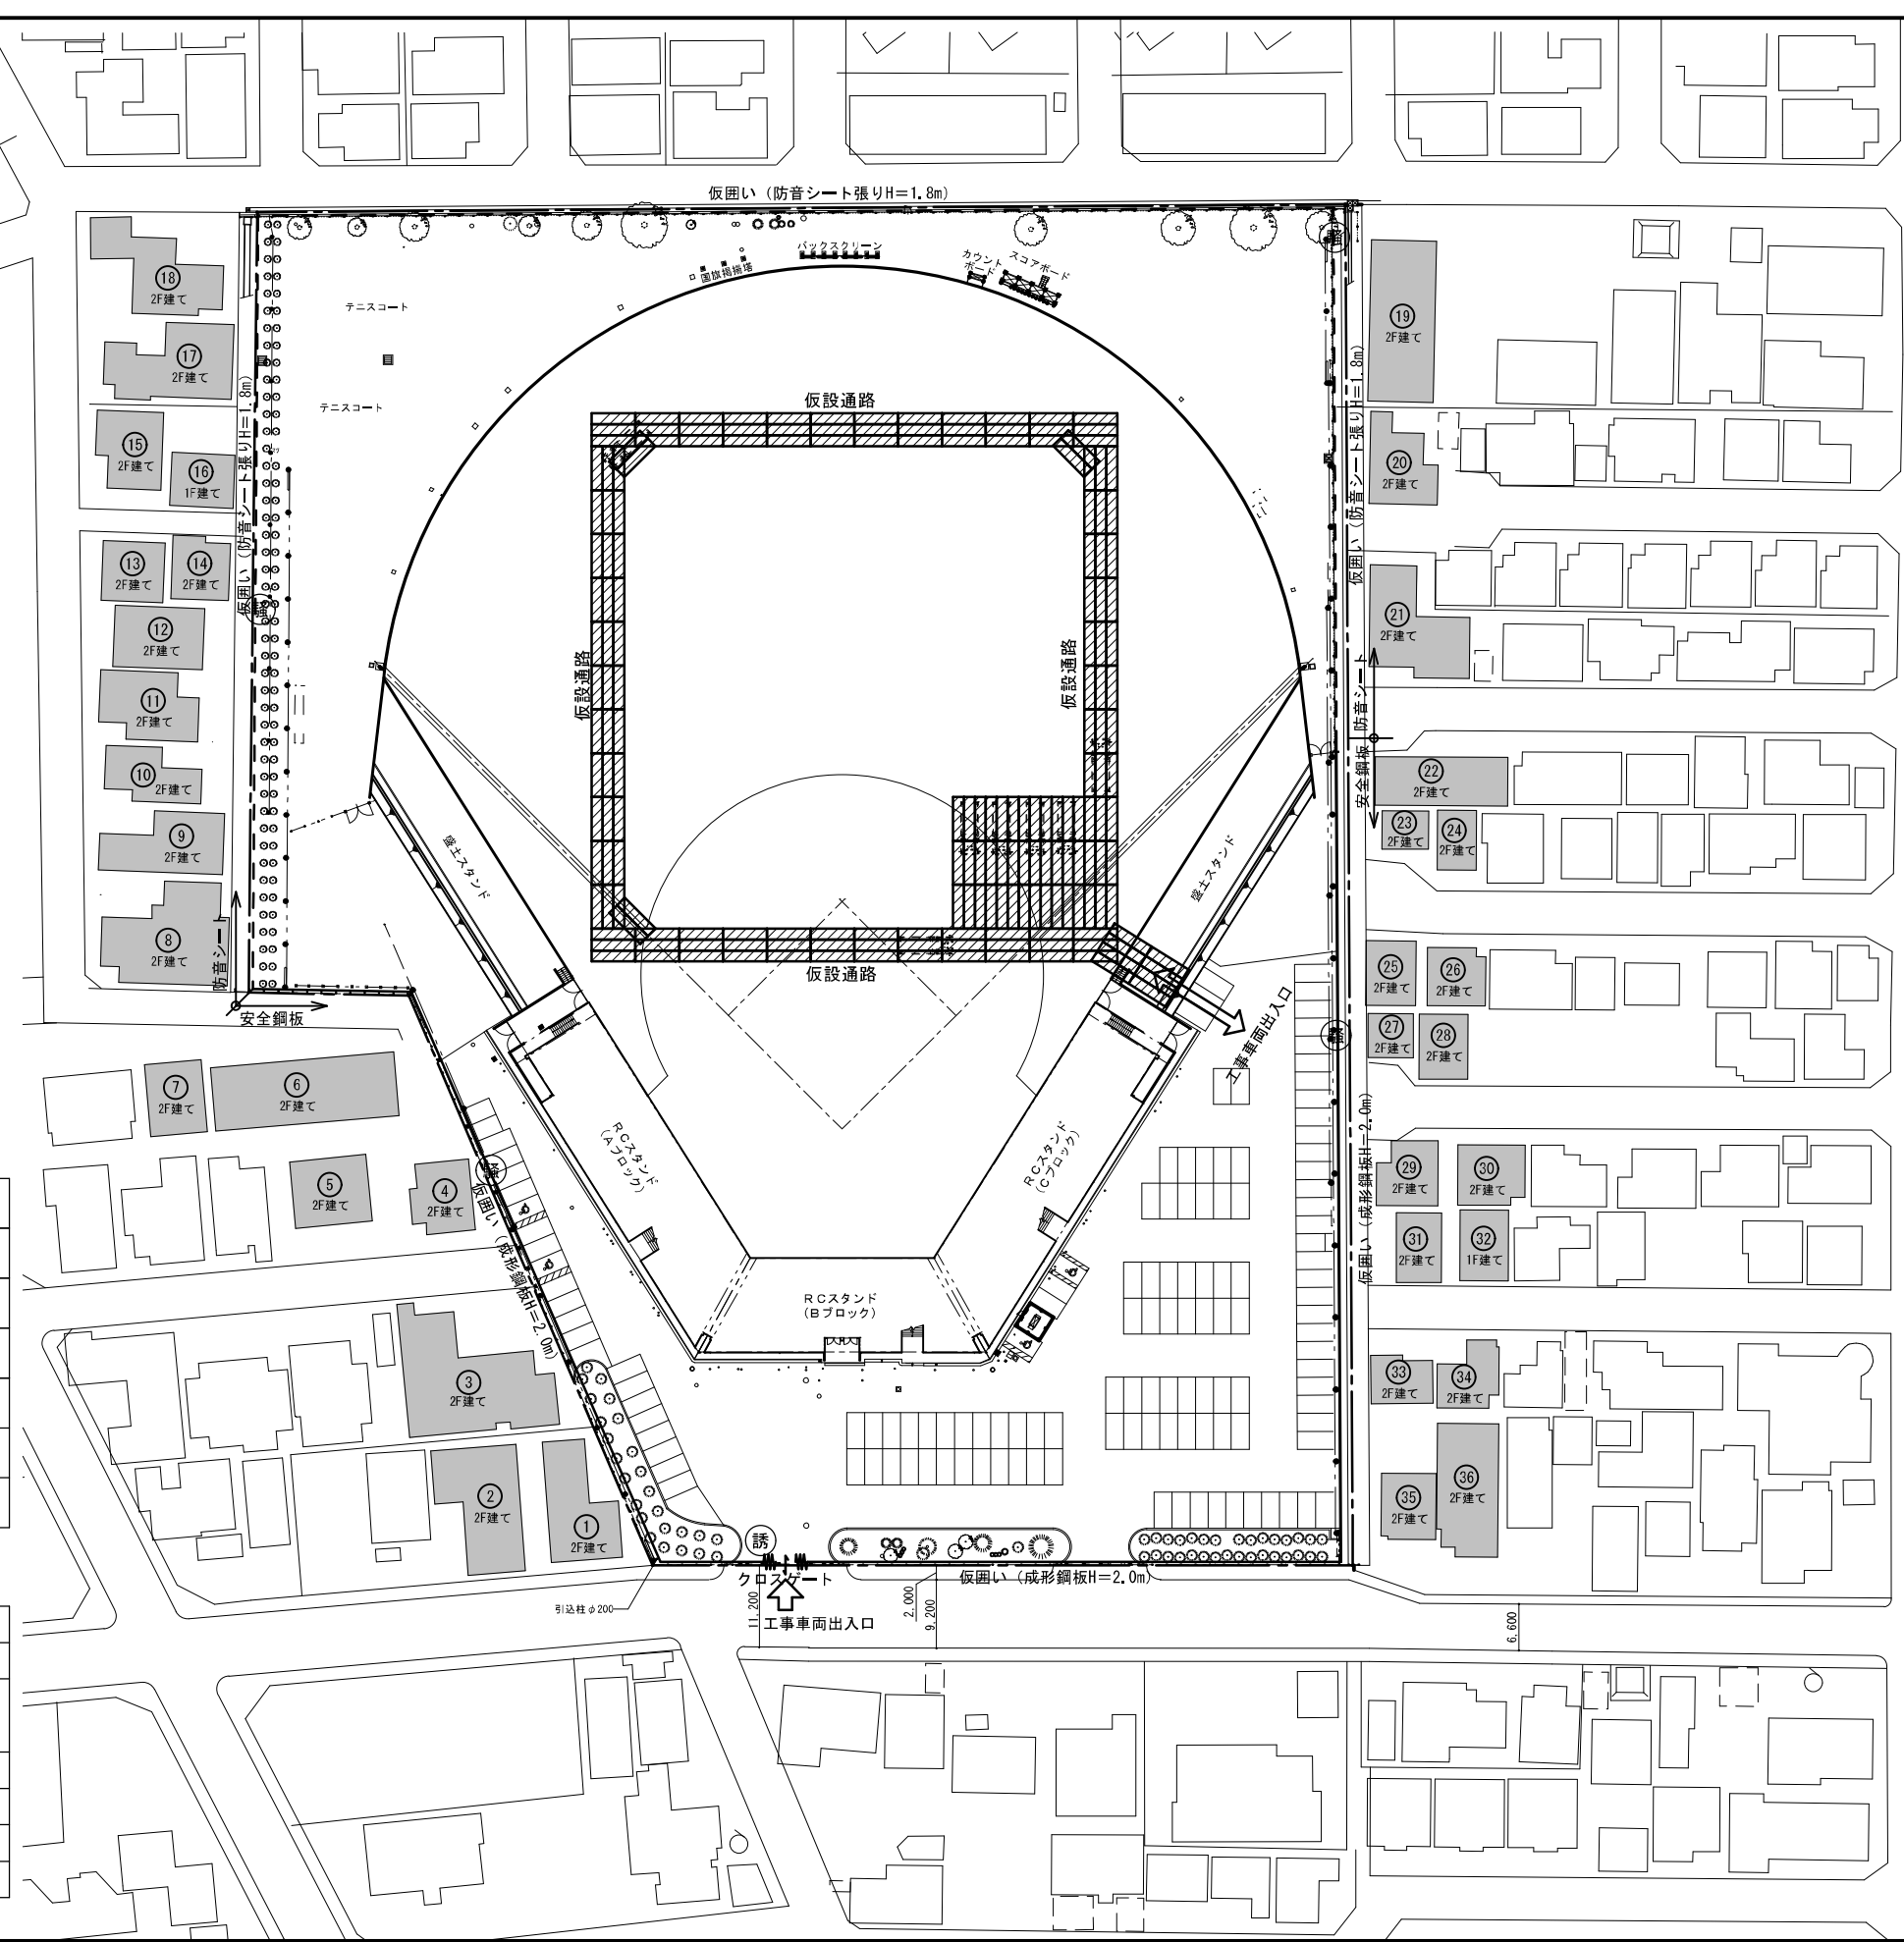 仮囲い（防音シート張りH＝1.8m）
バックスクリーン
国旗掲揚塔
カウント
ボード
スコアボード
テニスコート
テニスコート
仮設通路
仮設通路
仮設通路
仮設通路
仮囲い（防音シート張りH＝1.8m）
仮囲い（防音シート張りH＝1.8m）
⑱
2F建て
⑰
2F建て
⑮
2F建て
⑯
1F建て
⑬
2F建て
⑭
2F建て
⑫
2F建て
⑪
2F建て
⑩
2F建て
⑨
2F建て
⑧
2F建て
防音シート
安全鋼板
⑦
2F建て
⑥
2F建て
⑤
2F建て
④
2F建て
③
2F建て
②
2F建て
①
2F建て
⑲
2F建て
⑳
2F建て
㉑
2F建て
防音シート
安全鋼板
㉒
2F建て
㉓
2F建て
㉔
2F建て
㉕
2F建て
㉖
2F建て
㉗
2F建て
㉘
2F建て
㉙
2F建て
㉚
2F建て
㉛
2F建て
㉜
1F建て
㉝
2F建て
㉞
2F建て
㉟
2F建て
㊱
2F建て
盛土スタンド
盛土スタンド
工事車両出入口
RCスタンド
(Aブロック)
RCスタンド
(Cブロック)
RCスタンド
(Bブロック)
仮囲い（成形鋼板H＝2.0m）
仮囲い（成形鋼板H＝2.0m）
誘
クロスゲート
仮囲い（成形鋼板H＝2.0m）
引込柱φ200
工事車両出入口
11,200
2,000
9,200
6,600